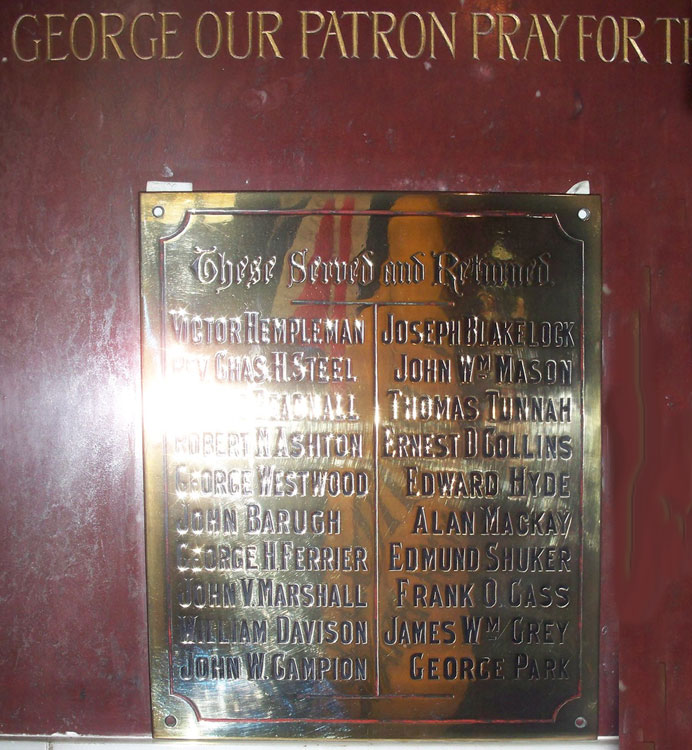 . GEORGE OUR PATRON PRAY FOR TH
These Served and Returned.
VICTOR HEMPLEMAN
REV CHAS. H. STEEL
ROBERT N ASHTON
GEORGE WESTWOOD
JOHN BARUGH
GEORGE H. FERRIER
JOHN V. MARSHALL
WILLIAM DAVISON
JOHN W. CAMPION
JOSEPH BLAKELOCK
JOHN WM MASON
THOMAS TUNNAH
ERNEST D COLLINS
EDWARD HYDE
ALAN MACKAY
EDMUND SHUKER
FRANK O. CASS
JAMES WM GREY
GEORGE PARK